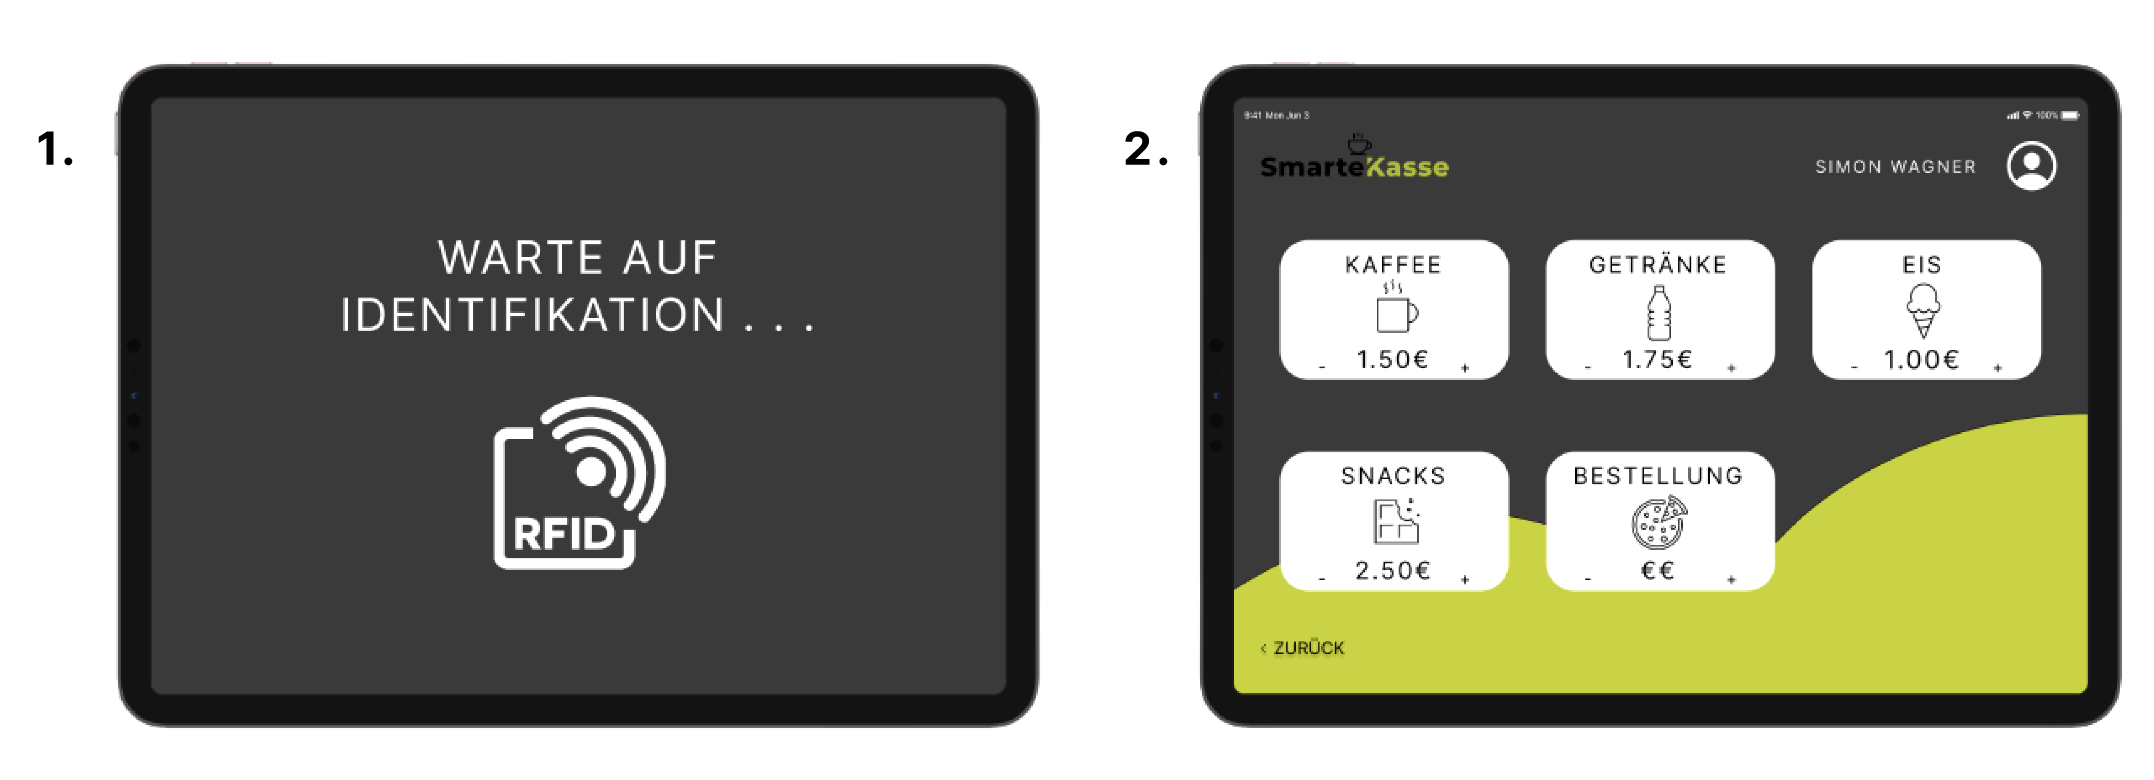 1.
WARTE AUF
IDENTIFIKATION . . .
RFID
2.
9:41 Mon Jun 3
100%
SmarteKasse
SIMON WAGNER
KAFFEE
- 1.50€ +
GETRÄNKE
- 1.75€ +
EIS
- 1.00€ +
SNACKS
- 2.50€ +
BESTELLUNG
- €€ +
< ZURÜCK